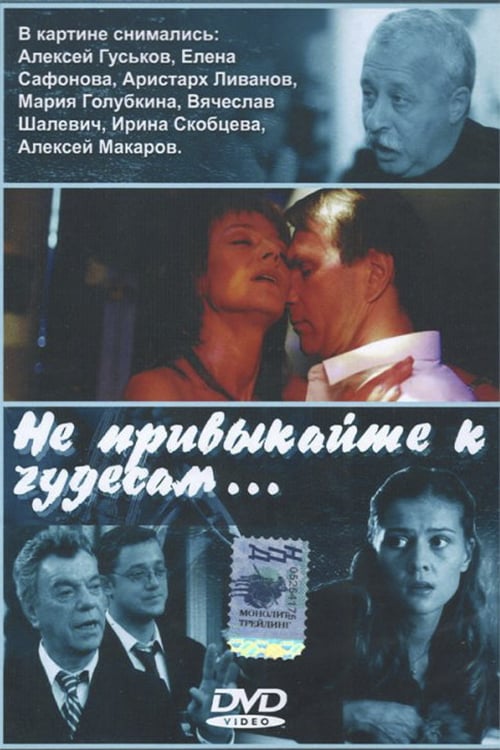 В картине снимались:
Алексей Гуськов, Елена
Сафонова, Аристарх Ливанов,
Мария Голубкина, Вячеслав
Шалевич, Ирина Скобцева,
Алексей Макаров.
Не привыкайте к
чудесам...
МОНОЛИТ
ТРЕЙЛИНГ
DVD
VIDEO